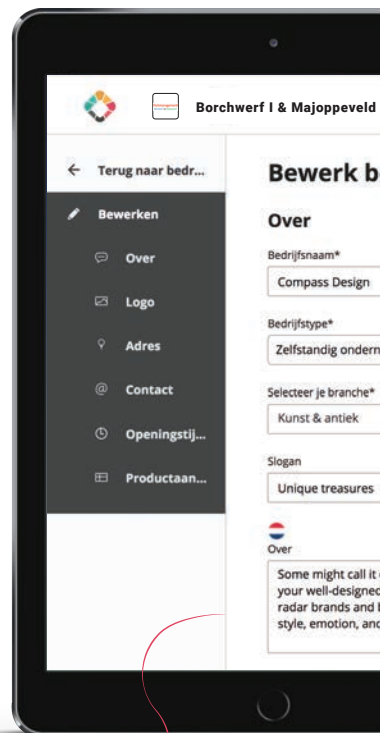 Borchwerf I & Majoppeveld
Terug naar bedr...
Bewerken
Over
Logo
Adres
Contact
Openingstij...
Productaan...
Bewerk b
Over
Bedrijfsnaam*
Compass Design
Bedrijfstype*
Zelfstandig ondern
Selecteer je branche*
Kunst & antiek
Slogan
Unique treasures
Over
Some might call it
your well-designed
radar brands and b
style, emotion, and